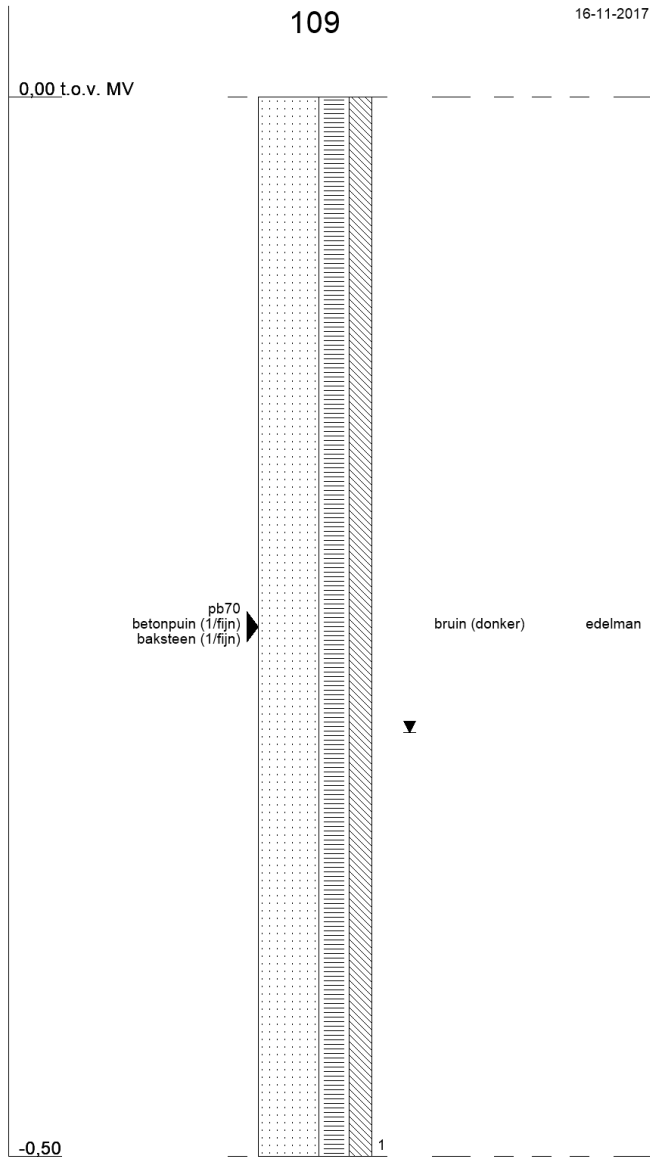 109
16-11-2017
0,00 t.o.v. MV
pb70
betonpuin (1/fijn)
baksteen (1/fijn)
bruin (donker)
edelman
-0,50
1